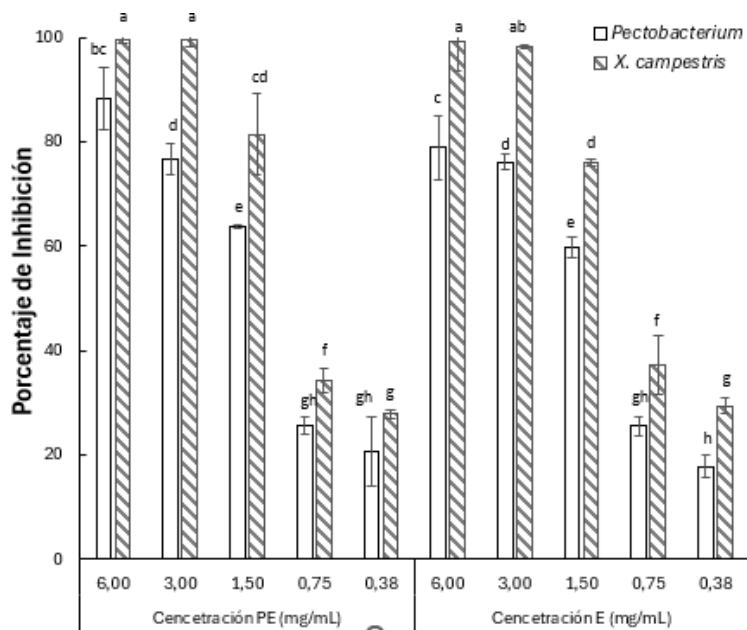 Porcentaje de Inhibición
100
80
60
40
20
0
Pectobacterium
X. campestris
bc a d a e cd gh f gh g c a d ab e d gh f h g
6,00 3,00 1,50 0,75 0,38 6,00 3,00 1,50 0,75 0,38
Cencetración PE (mg/mL) Cencetración E (mg/mL)